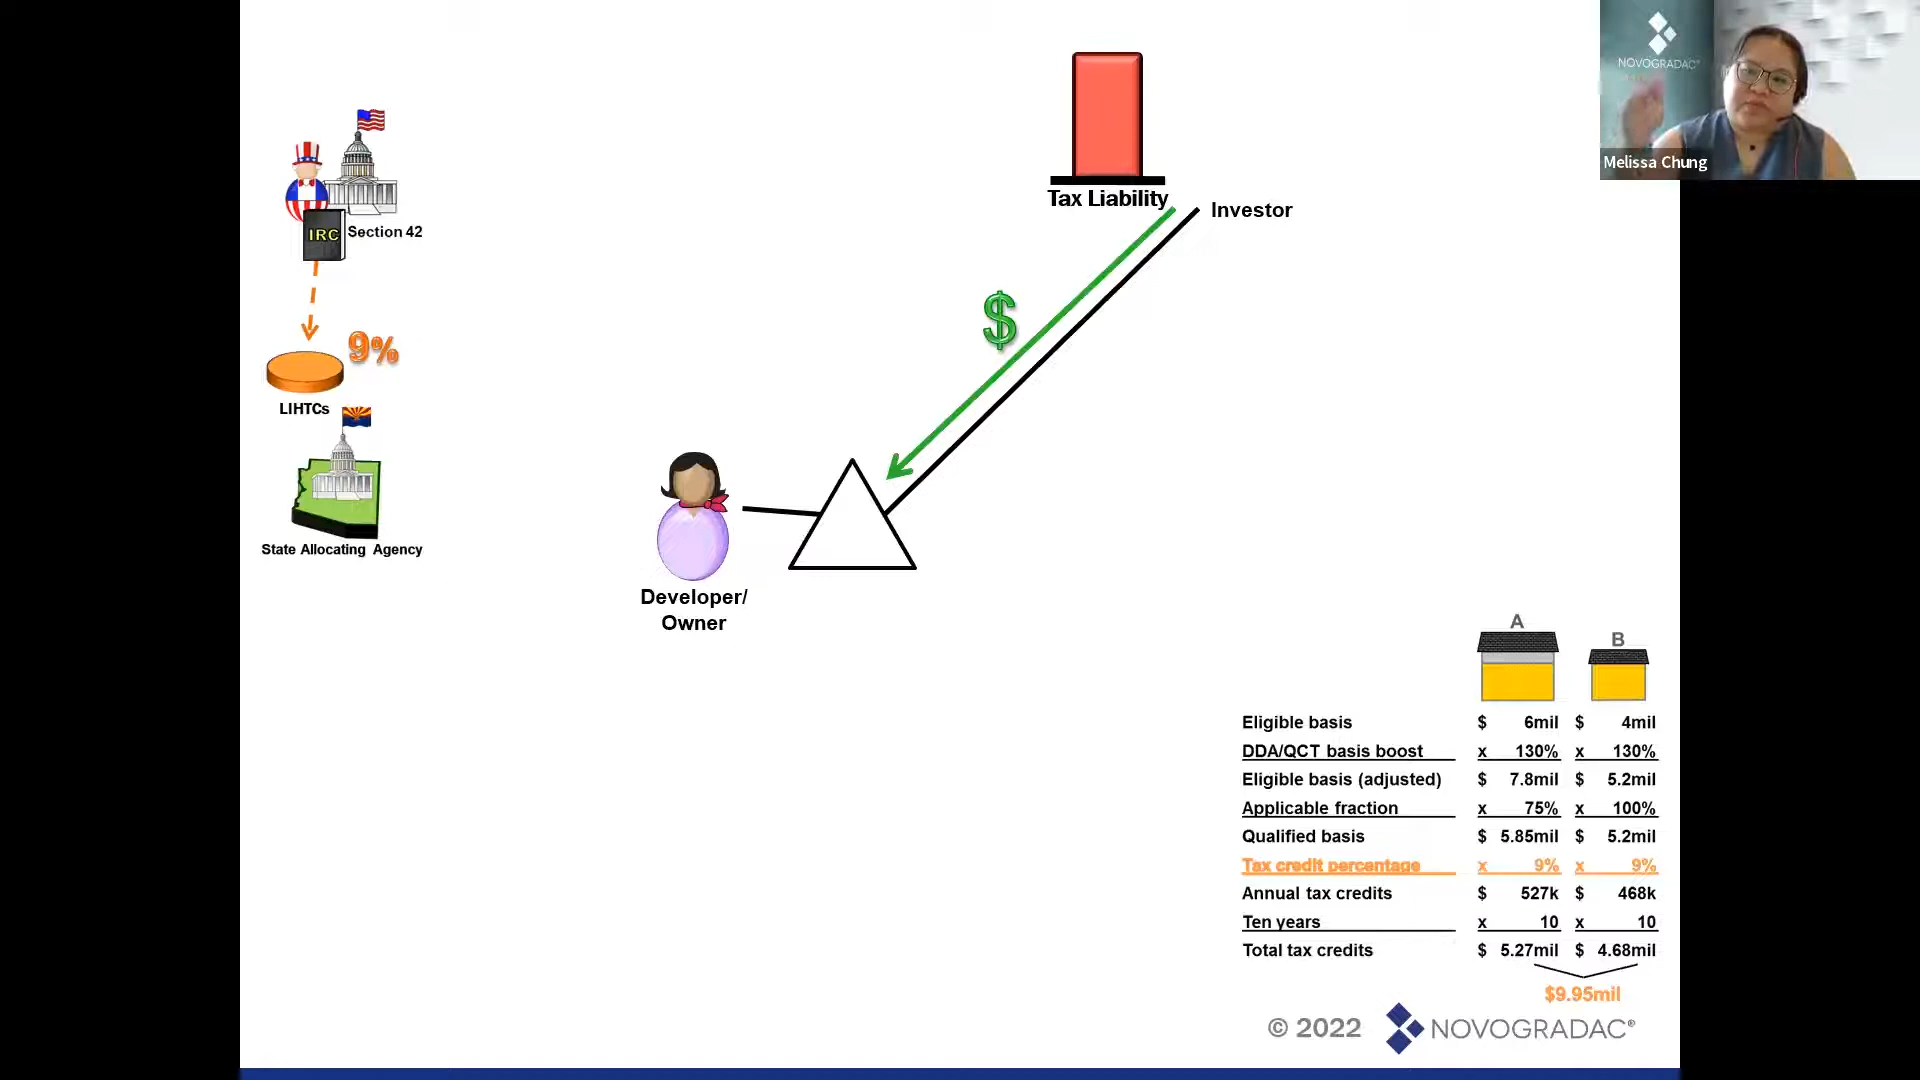 NOVOGRADAC®
Melissa Chung
IRC
Section 42
9%
LIHTCs
State Allocating Agency
Tax Liability
Investor
$
Developer/
Owner
A B
Eligible basis $ 6mil $ 4mil
DDA/QCT basis boost x 130% x 130%
Eligible basis (adjusted) $ 7.8mil $ 5.2mil
Applicable fraction x 75% x 100%
Qualified basis $ 5.85mil $ 5.2mil
Tax credit percentage x 9% x 9%
Annual tax credits $ 527k $ 468k
Ten years x 10 x 10
Total tax credits $ 5.27mil $ 4.68mil
$9.95mil
© 2022 NOVOGRADAC®